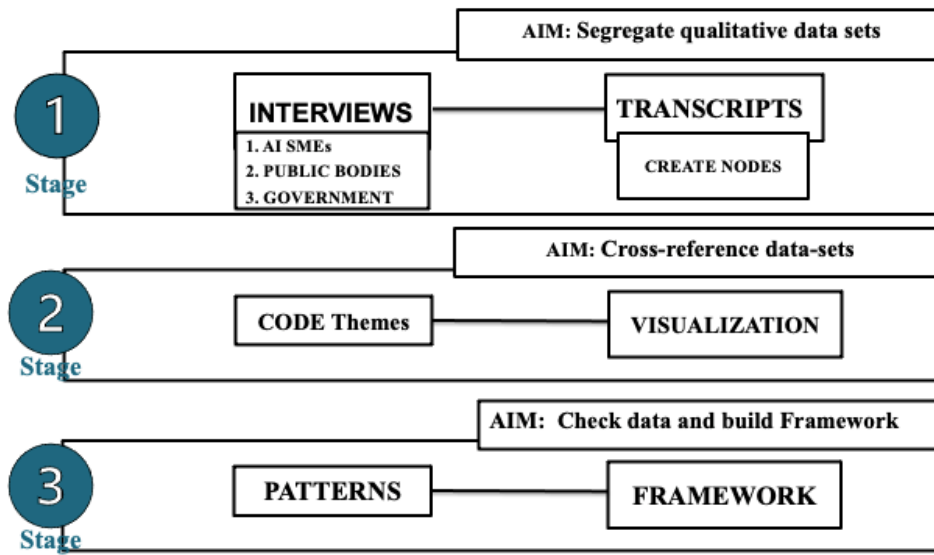 AIM: Segregate qualitative data sets
1
Stage
INTERVIEWS
1. AI SMEs
2. PUBLIC BODIES
3. GOVERNMENT
TRANSCRIPTS
CREATE NODES
AIM: Cross-reference data-sets
2
Stage
CODE Themes
VISUALIZATION
AIM: Check data and build Framework
3
Stage
PATTERNS
FRAMEWORK